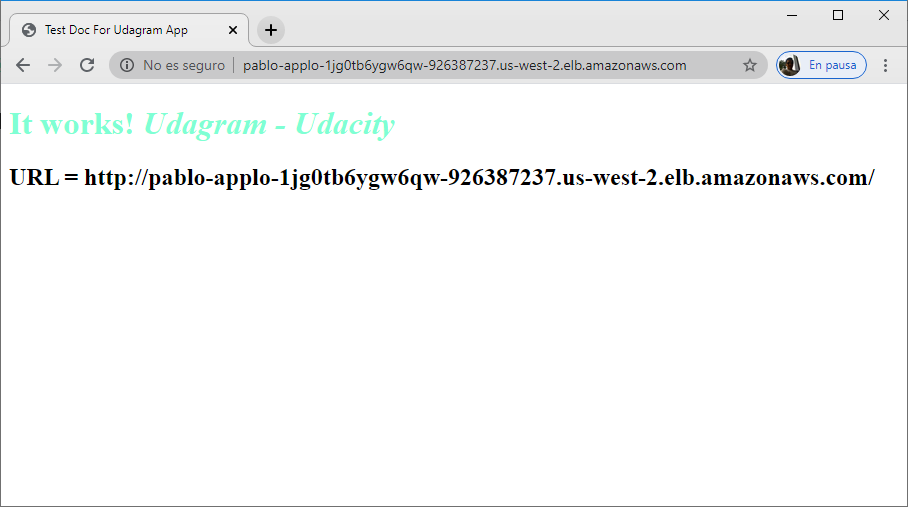 Test Doc For Udagram App
No es seguro | pablo-applo-1jg0tb6ygw6qw-926387237.us-west-2.elb.amazonaws.com
En pausa
It works! Udagram - Udacity
URL = http://pablo-applo-1jg0tb6ygw6qw-926387237.us-west-2.elb.amazonaws.com/